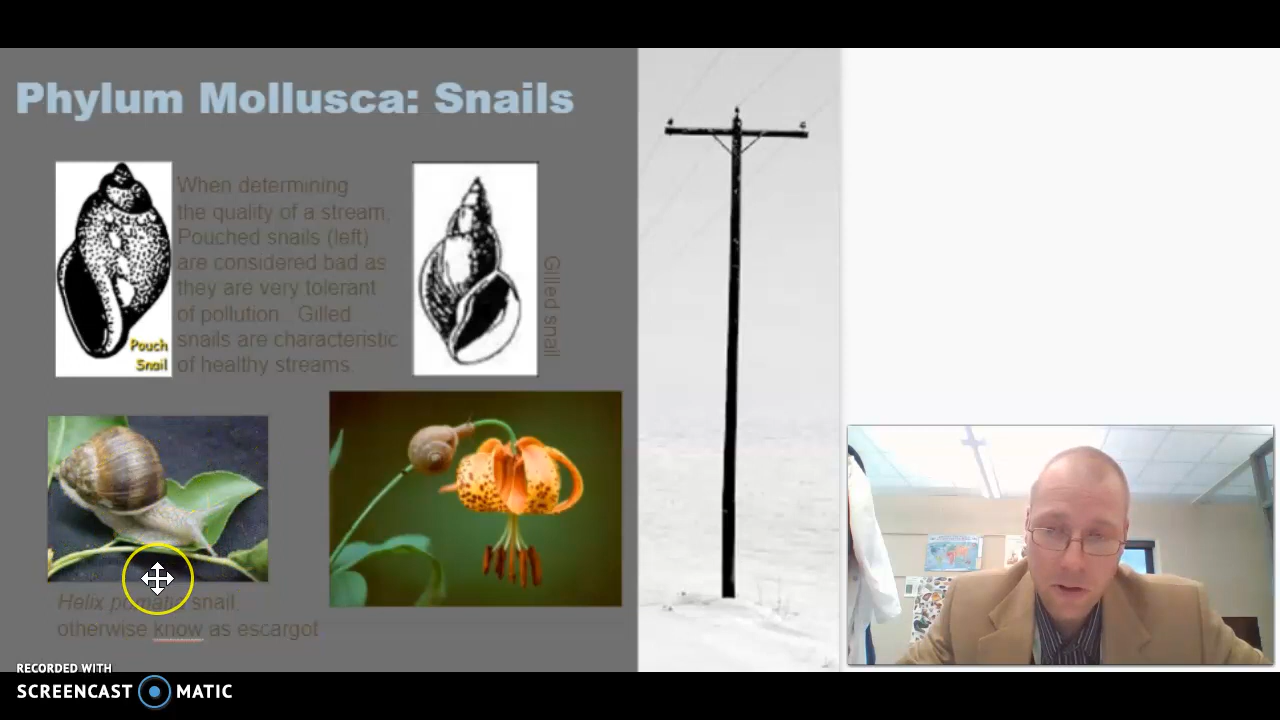 Phylum Mollusca: Snails
When determining
the quality of a stream,
Pouched snails (left)
are considered bad as
they are very tolerant
of pollution. Gilled
snails are characteristic
of healthy streams.
Pouch
Snail
Gilled snail
Helix pomatia snail,
otherwise know as escargot
RECORDED WITH
SCREENCAST MATIC